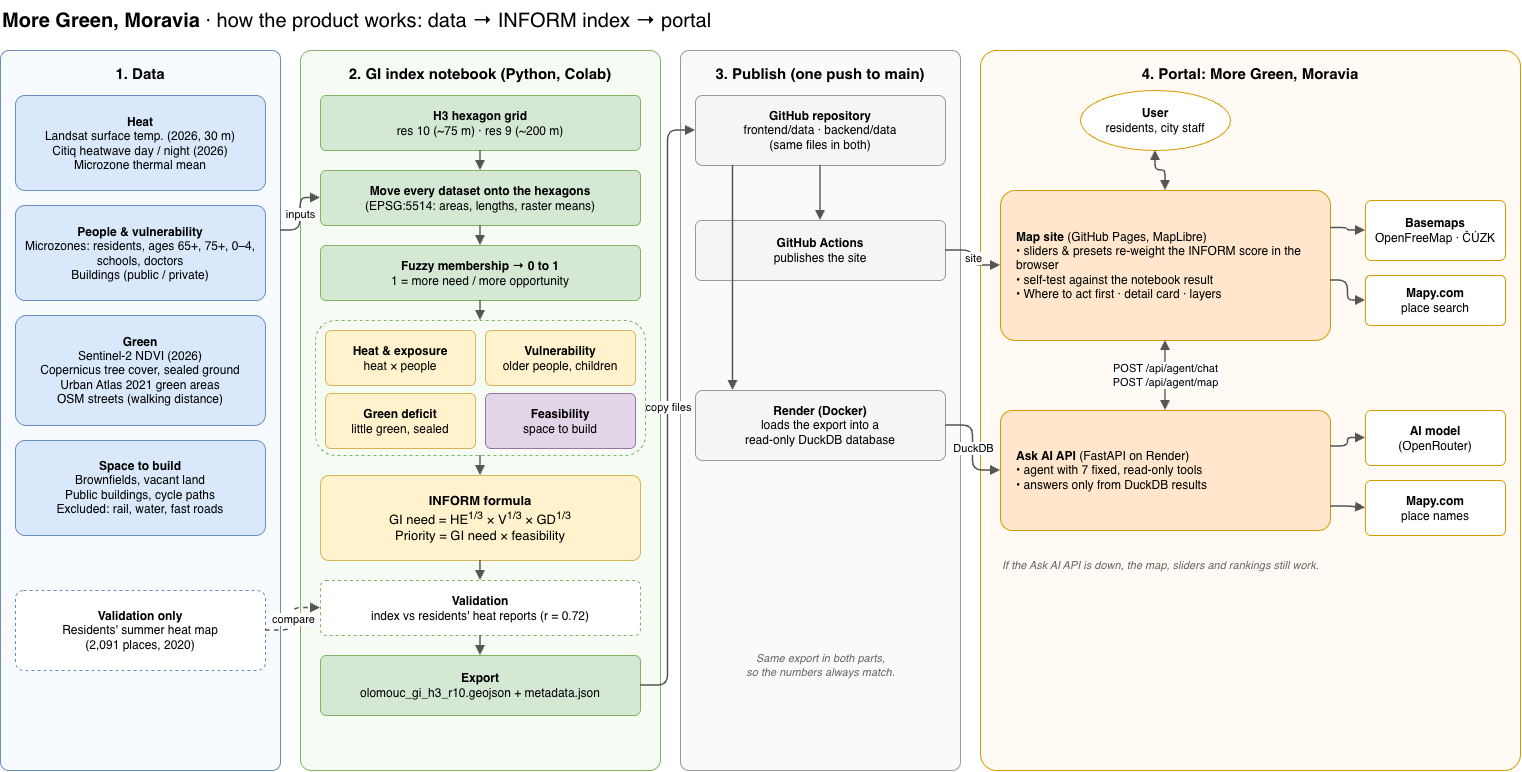 More Green, Moravia · how the product works: data → INFORM index → portal
1. Data
Heat
Landsat surface temp. (2026, 30 m)
Citiq heatwave day / night (2026)
Microzone thermal mean
People & vulnerability
Microzones: residents, ages 65+, 75+, 0–4,
schools, doctors
Buildings (public / private)
Green
Sentinel-2 NDVI (2026)
Copernicus tree cover, sealed ground
Urban Atlas 2021 green areas
OSM streets (walking distance)
Space to build
Brownfields, vacant land
Public buildings, cycle paths
Excluded: rail, water, fast roads
Validation only
Residents' summer heat map
(2,091 places, 2020)
inputs
compare
2. GI index notebook (Python, Colab)
H3 hexagon grid
res 10 (~75 m) · res 9 (~200 m)
Move every dataset onto the hexagons
(EPSG:5514: areas, lengths, raster means)
Fuzzy membership → 0 to 1
1 = more need / more opportunity
Heat & exposure
heat × people
Vulnerability
older people, children
Green deficit
little green, sealed
Feasibility
space to build
INFORM formula
GI need = HE^1/3 × V^1/3 × GD^1/3
Priority = GI need × feasibility
Validation
index vs residents' heat reports (r = 0.72)
Export
olomouc_gi_h3_r10.geojson + metadata.json
copy files
3. Publish (one push to main)
GitHub repository
frontend/data · backend/data
(same files in both)
GitHub Actions
publishes the site
Render (Docker)
loads the export into a
read-only DuckDB database
Same export in both parts,
so the numbers always match.
site
DuckDB
4. Portal: More Green, Moravia
User
residents, city staff
Map site (GitHub Pages, MapLibre)
• sliders & presets re-weight the INFORM score in the
browser
• self-test against the notebook result
• Where to act first · detail card · layers
Basemaps
OpenFreeMap · ČÚZK
Mapy.com
place search
POST /api/agent/chat
POST /api/agent/map
Ask AI API (FastAPI on Render)
• agent with 7 fixed, read-only tools
• answers only from DuckDB results
AI model
(OpenRouter)
Mapy.com
place names
If the Ask AI API is down, the map, sliders and rankings still work.